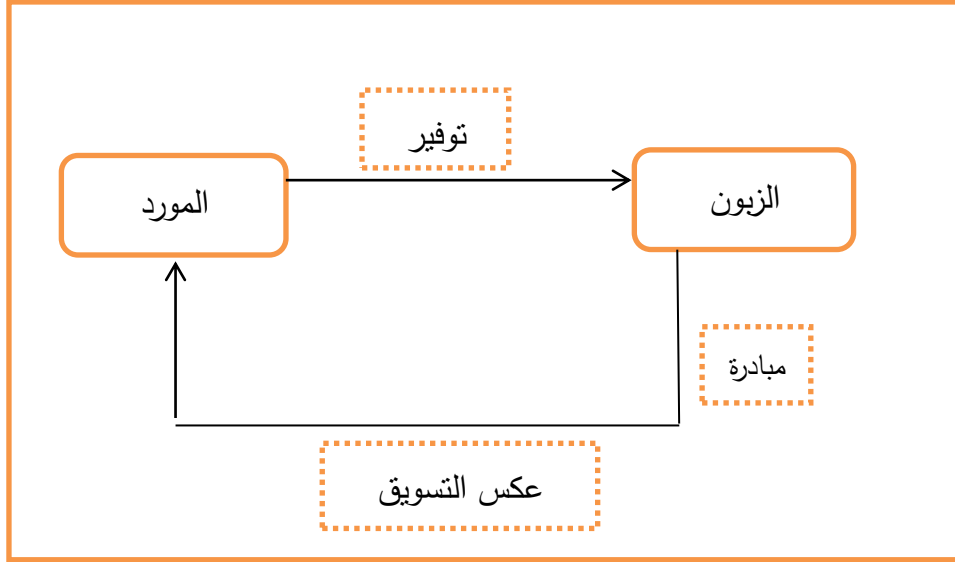 توفير
الزبون
المورد
مبادرة
عكس التسويق